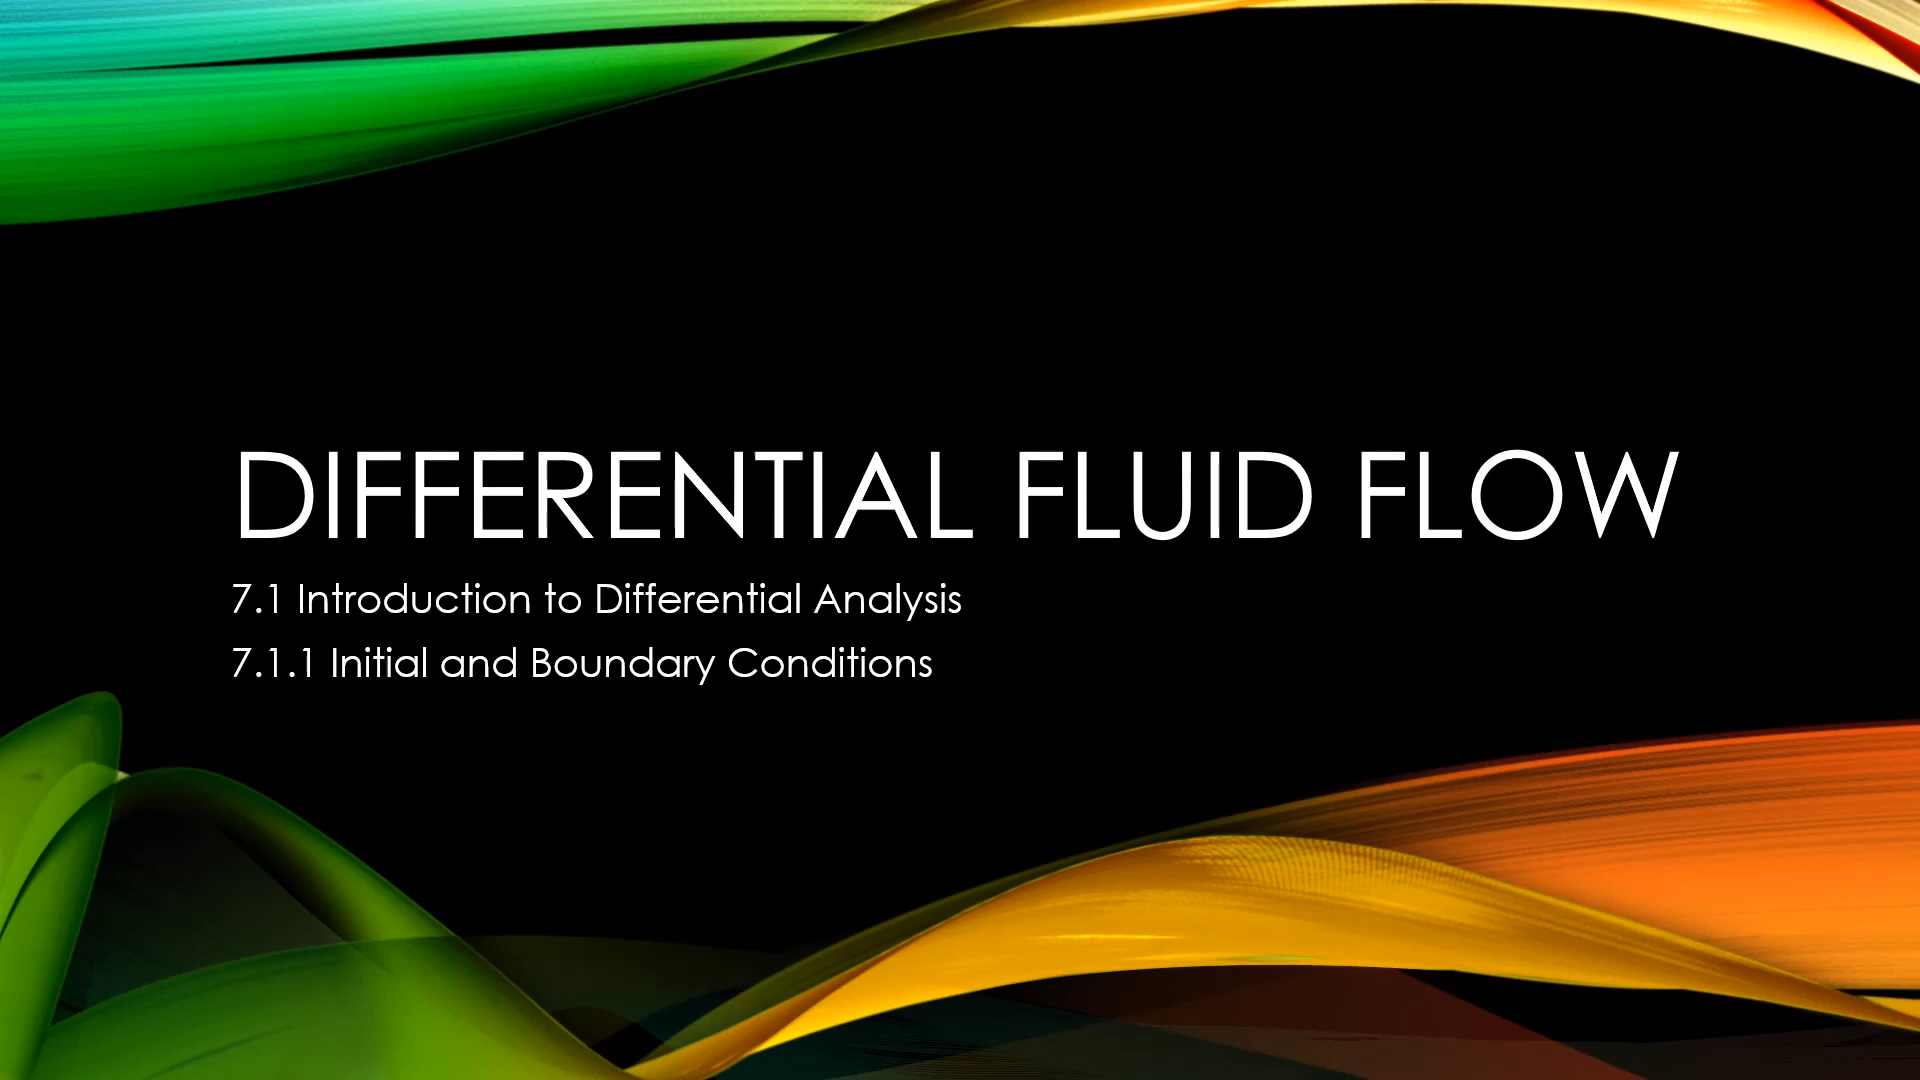 DIFFERENTIAL FLUID FLOW
7.1 Introduction to Differential Analysis
7.1.1 Initial and Boundary Conditions